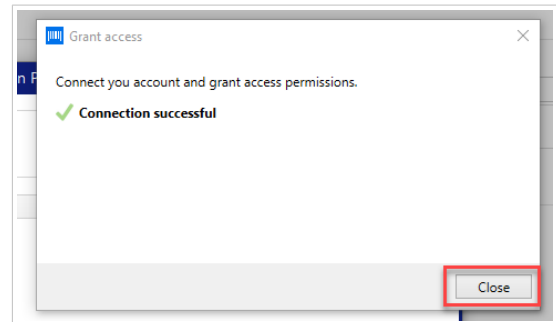 Grant access
n P
Connect you account and grant access permissions.
Connection successful
Close